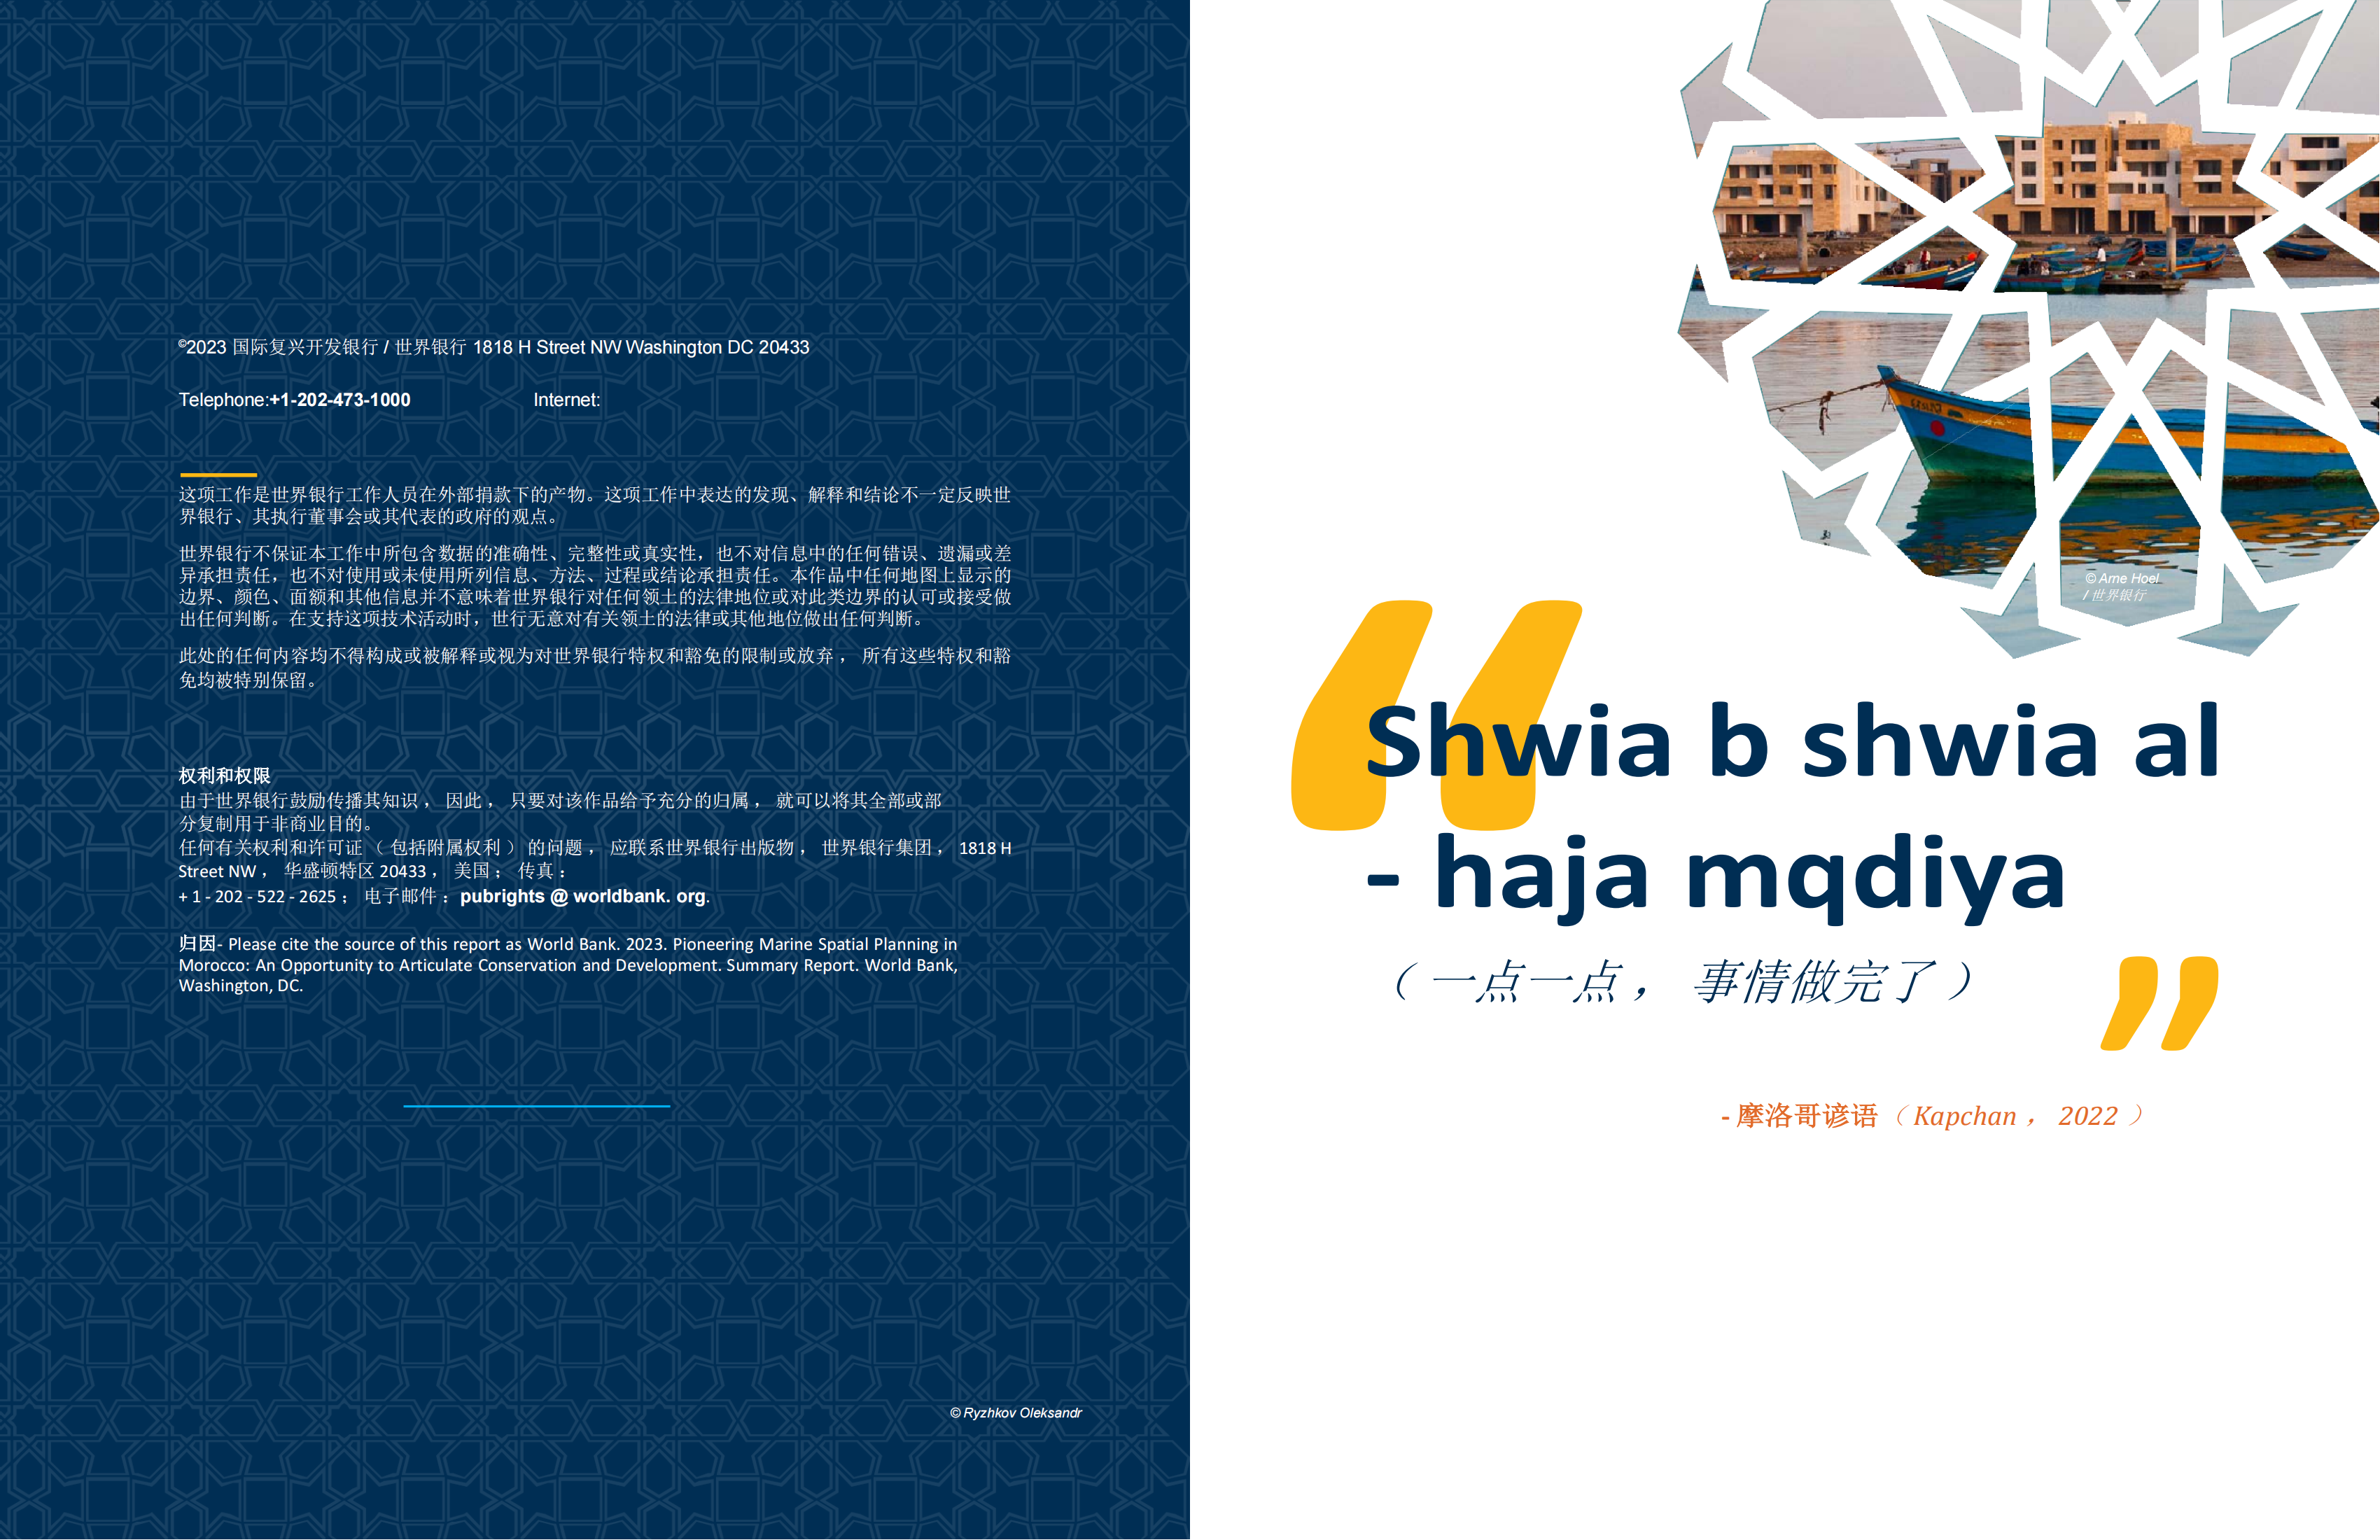 ©2023 国际复兴开发银行 / 世界银行 1818 H Street NW Washington DC 20433
Telephone:+1-202-473-1000 Internet:
这项工作是世界银行工作人员在外部捐款下的产物。这项工作中表达的发现、解释和结论不一定反映世
界银行、其执行董事会或其代表的政府的观点。
世界银行不保证本工作中所包含数据的准确性、完整性或真实性，也不对信息中的任何错误、遗漏或差
异承担责任，也不对使用或未使用所列信息、方法、过程或结论承担责任。本作品中任何地图上显示的
边界、颜色、面额和其他信息并不意味着世界银行对任何领土的法律地位或对此类边界的认可或接受做
出任何判断。在支持这项技术活动时，世行无意对有关领土的法律或其他地位做出任何判断。
此处的任何内容均不得构成或被解释或视为对世界银行特权和豁免的限制或放弃， 所有这些特权和豁
免均被特别保留。
权利和权限
由于世界银行鼓励传播其知识， 因此， 只要对该作品给予充分的归属， 就可以将其全部或部
分复制用于非商业目的。
任何有关权利和许可证 （ 包括附属权利 ） 的问题， 应联系世界银行出版物， 世界银行集团， 1818 H
Street NW， 华盛顿特区 20433， 美国； 传真：
+ 1 - 202 - 522 - 2625； 电子邮件：pubrights @ worldbank. org.
归因- Please cite the source of this report as World Bank. 2023. Pioneering Marine Spatial Planning in
Morocco: An Opportunity to Articulate Conservation and Development. Summary Report. World Bank,
Washington, DC.
© Ryzhkov Oleksandr
© Arne Hoel
/ 世界银行
“Shwia b shwia al
- haja mqdiya
（ 一点一点， 事情做完了 ）”
- 摩洛哥谚语（ Kapchan， 2022 ）